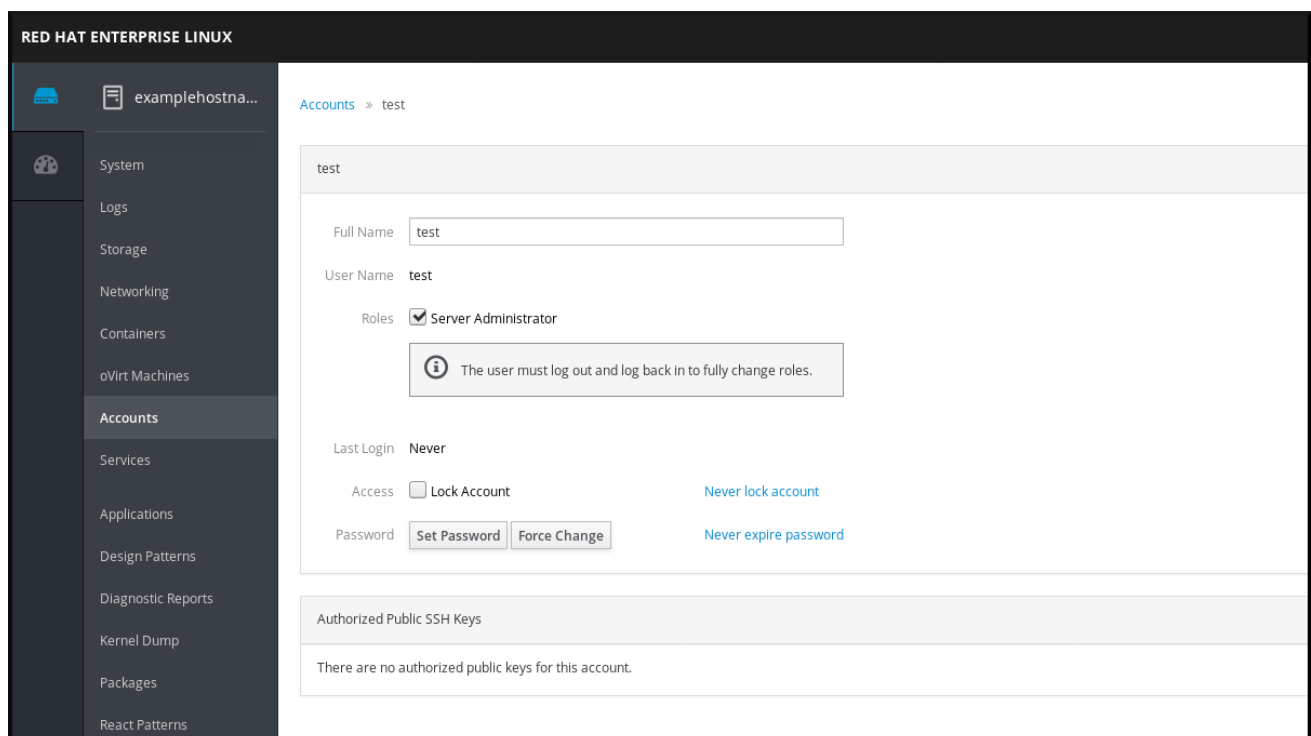 RED HAT ENTERPRISE LINUX
examplehostna...
System
Logs
Storage
Networking
Containers
oVirt Machines
Accounts
Services
Applications
Design Patterns
Diagnostic Reports
Kernel Dump
Packages
React Patterns
Accounts » test
test
Full Name test
User Name test
Roles Server Administrator
The user must log out and log back in to fully change roles.
Last Login Never
Access Lock Account Never lock account
Password Set Password Force Change Never expire password
Authorized Public SSH Keys
There are no authorized public keys for this account.